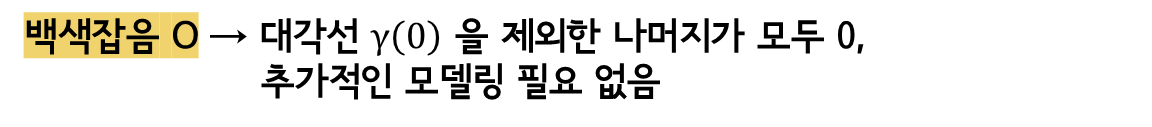 백색잡음 O → 대각선 γ(0) 을 제외한 나머지가 모두 0,
추가적인 모델링 필요 없음